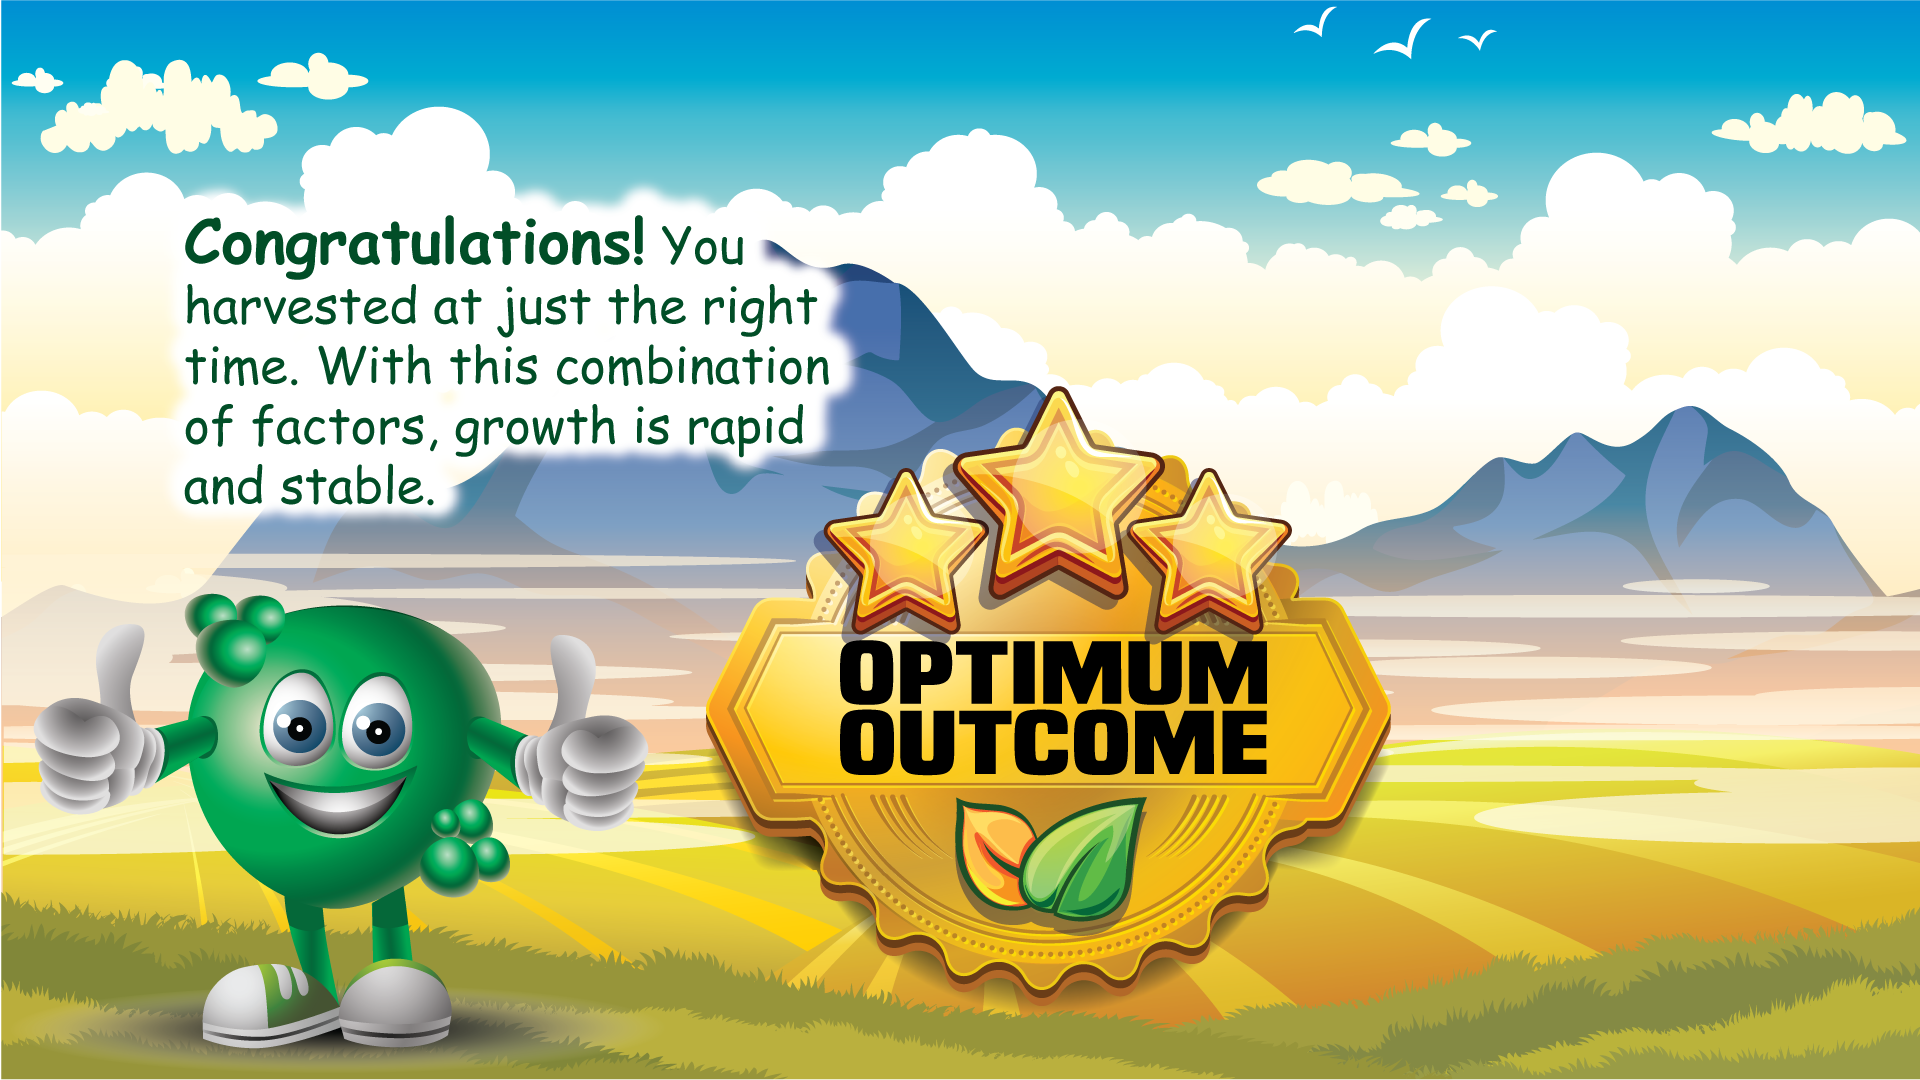 Congratulations! You
harvested at just the right
time. With this combination
of factors, growth is rapid
and stable.
OPTIMUM
OUTCOME